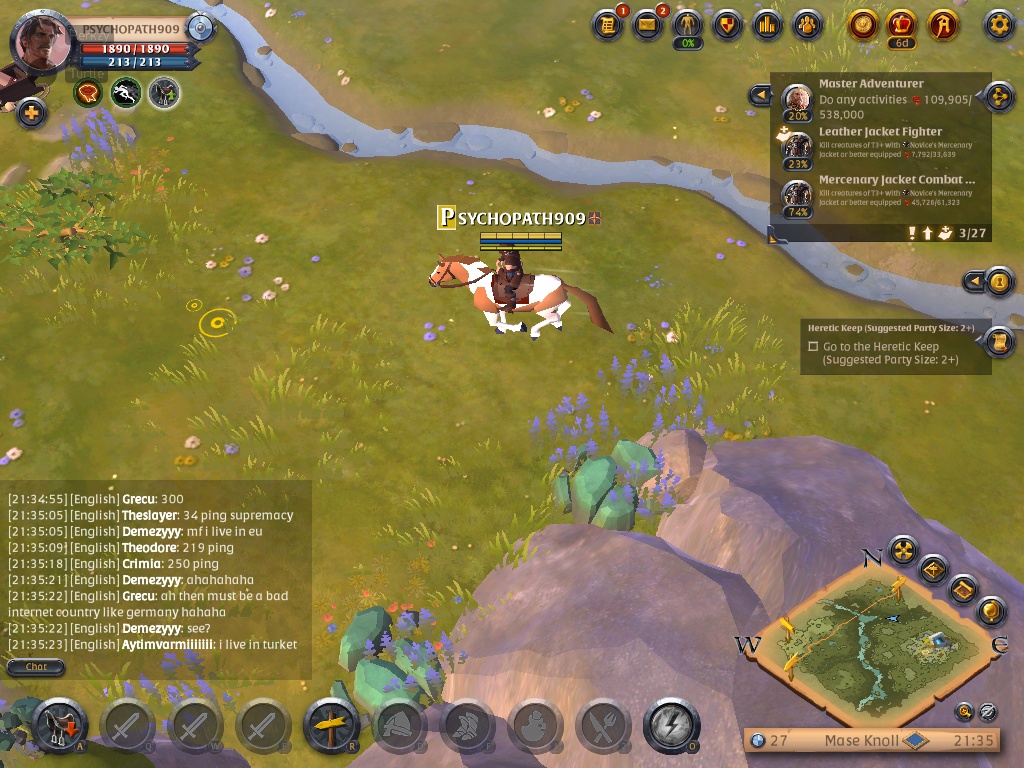 PSYCHOPATH909
1890 / 1890
213 / 213
Turtle
1
2
0%
6d
Master Adventurer
Do any activities 109,905/
538,000
20%
Leather Jacket Fighter
Kill creatures of T3+ with Novice's Mercenary
Jacket or better equipped 7,792/33,639
23%
Mercenary Jacket Combat ...
Kill creatures of T3+ with Novice's Mercenary
Jacket or better equipped 45,726/61,323
74%
3/27
PSYCHOPATH909
Heretic Keep (Suggested Party Size: 2+)
Go to the Heretic Keep
(Suggested Party Size: 2+)
[21:34:55] [English] Grecu: 300
[21:35:05] [English] Theslayer: 34 ping supremacy
[21:35:05] [English] Demezyyy: mf i live in eu
[21:35:09] [English] Theodore: 219 ping
[21:35:18] [English] Crimia: 250 ping
[21:35:21] [English] Demezyyy: ahahahaha
[21:35:22] [English] Grecu: ah then must be a bad
internet country like germany hahaha
[21:35:22] [English] Demezyyy: see?
[21:35:23] [English] Aytimvarmiiiiiii: i live in turket
Chat
N
W
E
A
Q
W
E
R
O
27
Mase Knoll
21:35